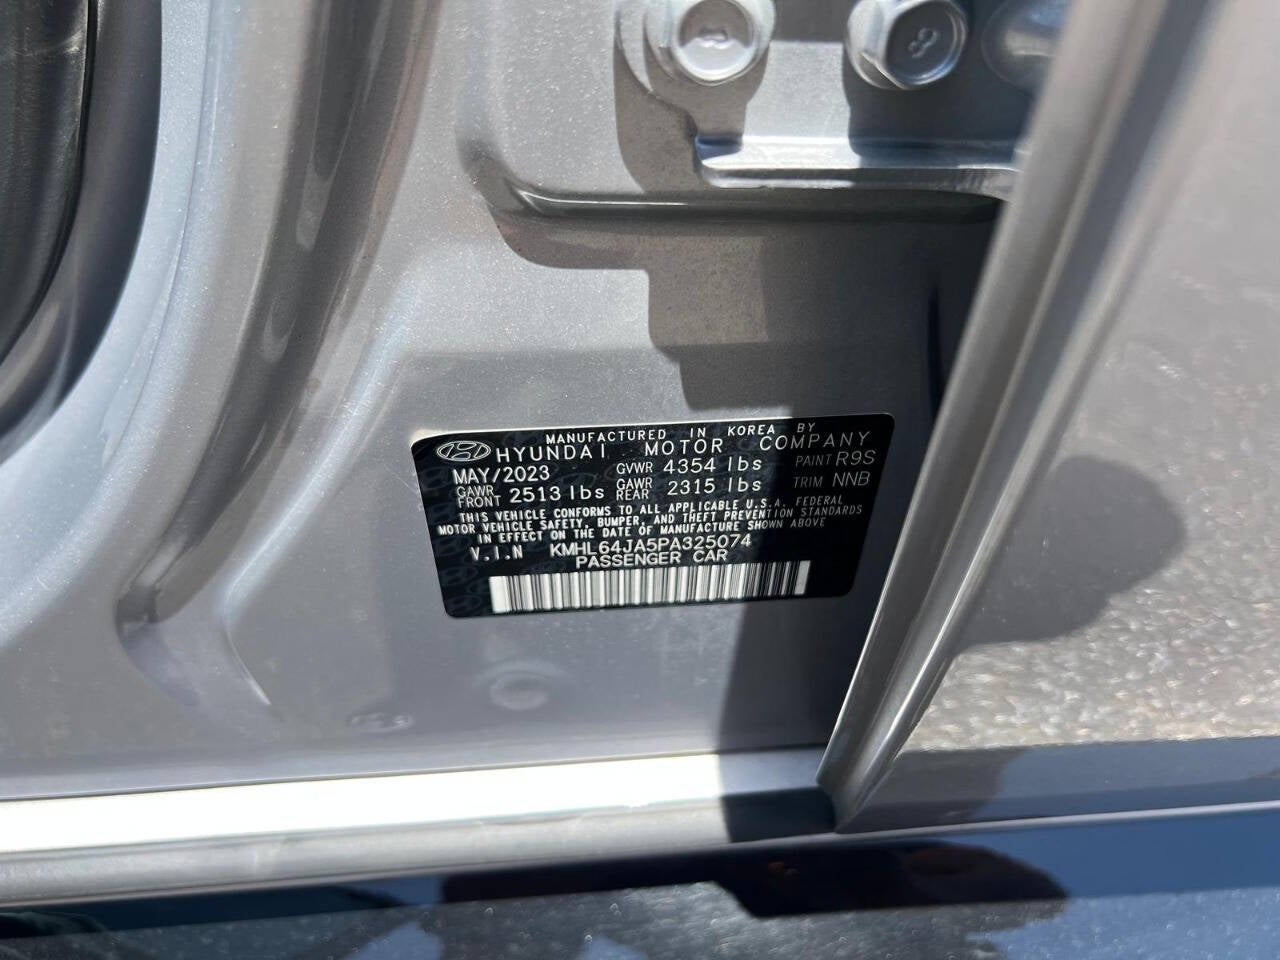 MANUFACTURED IN KOREA BY
HYUNDAI MOTOR COMPANY
MAY/2023 GVWR 4354 lbs PAINT R9S
GAWR FRONT 2513 lbs GAWR REAR 2315 lbs TRIM NNB
THIS VEHICLE CONFORMS TO ALL APPLICABLE U.S.A. FEDERAL
MOTOR VEHICLE SAFETY, BUMPER, AND THEFT PREVENTION STANDARDS
IN EFFECT ON THE DATE OF MANUFACTURE SHOWN ABOVE
V.I.N KMHL64JA5PA325074
PASSENGER CAR